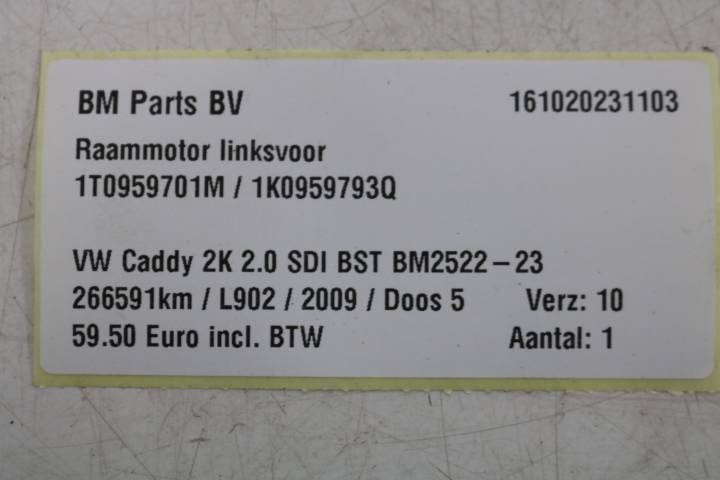 BM Parts BV 161020231103
Raammotor linksvoor
1T0959701M / 1K0959793Q
VW Caddy 2K 2.0 SDI BST BM2522-23
266591km / L902 / 2009 / Doos 5 Verz: 10
59.50 Euro incl. BTW Aantal: 1